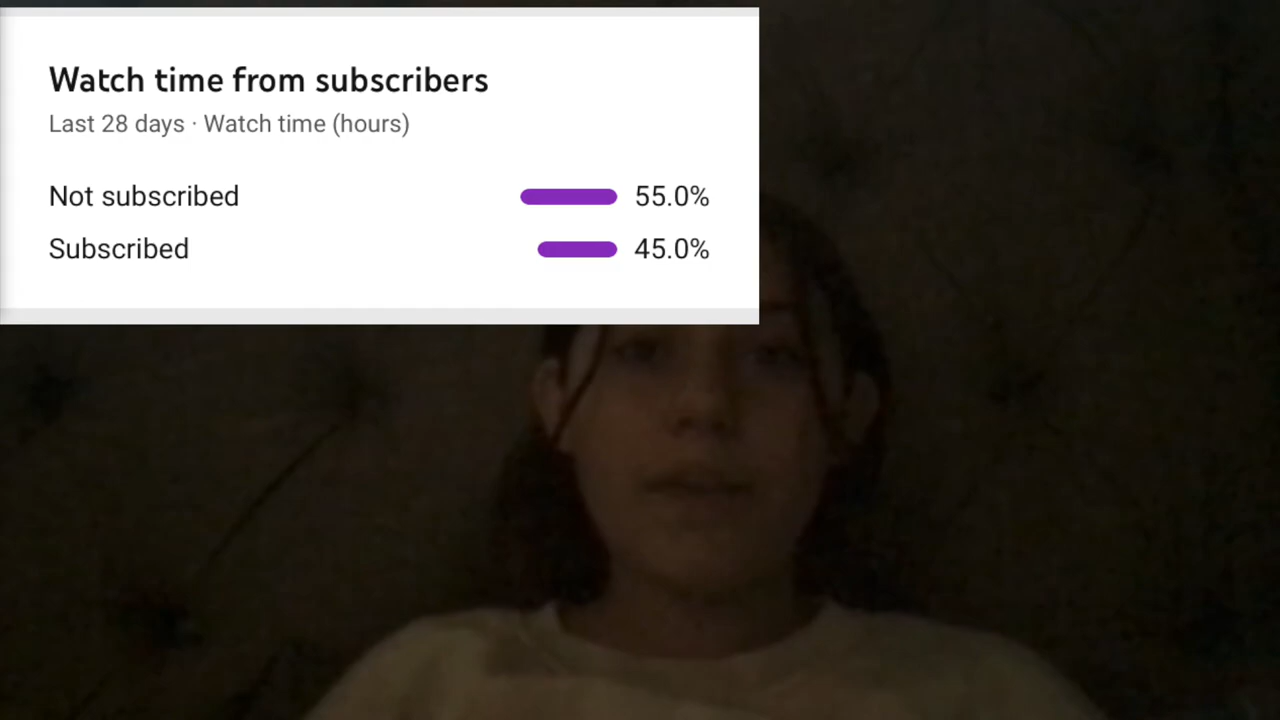 Watch time from subscribers
Last 28 days · Watch time (hours)
Not subscribed 55.0%
Subscribed 45.0%